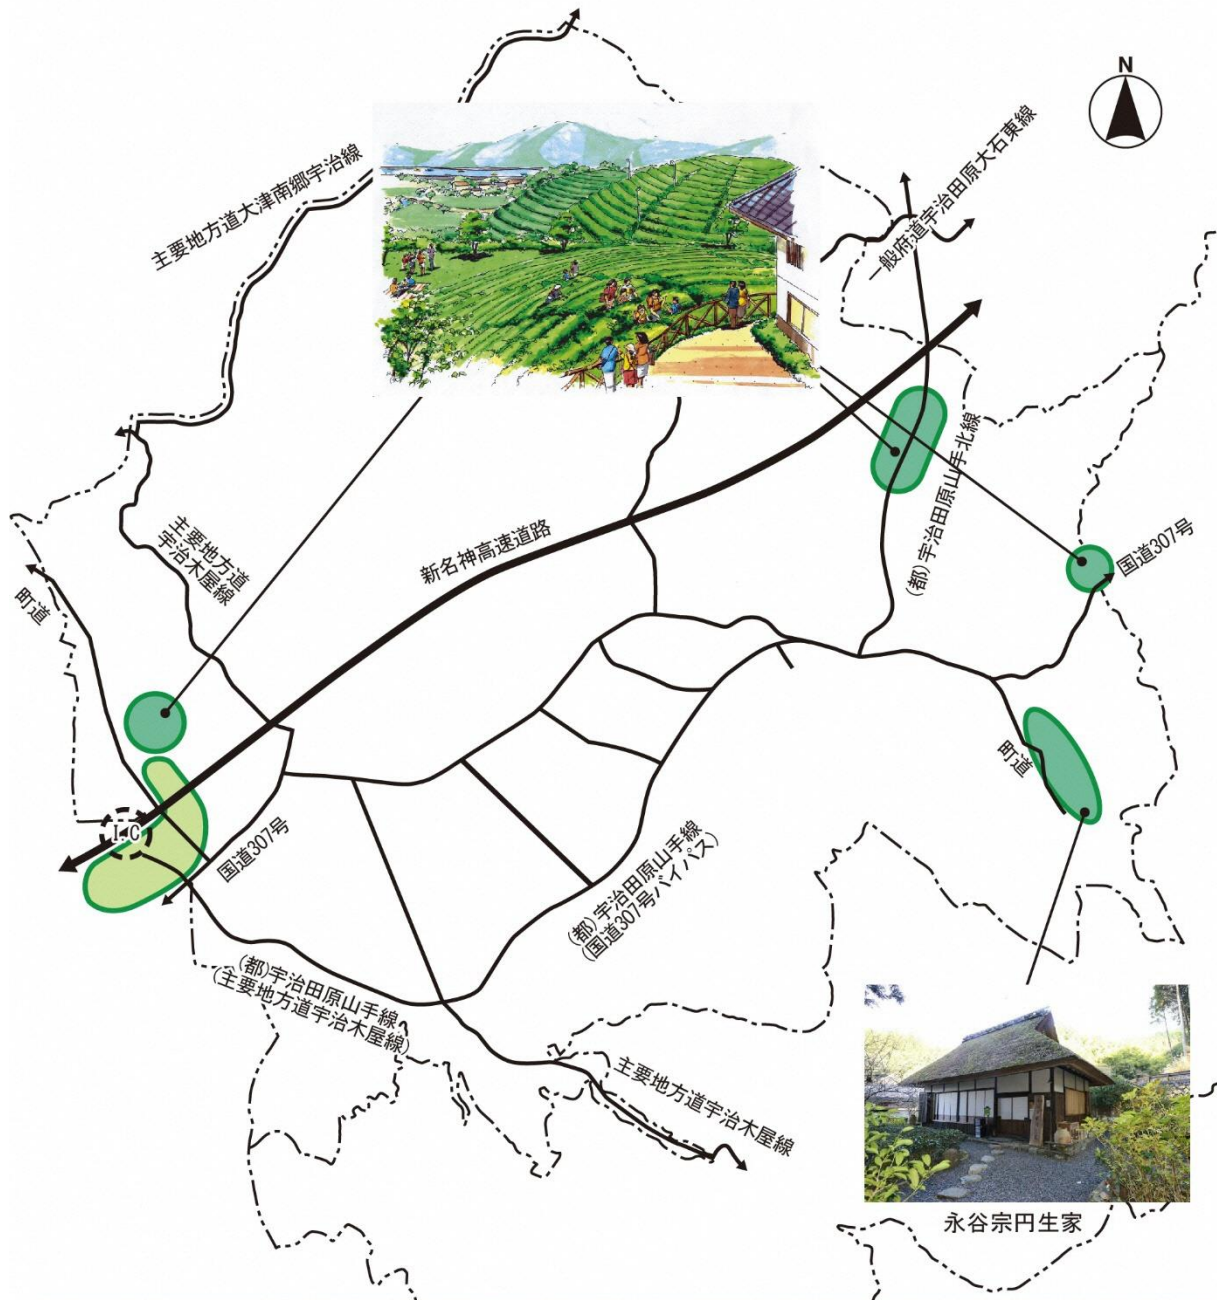 N
主要地方道大津南郷宇治線
一般府道宇治田原大石東線
主要地方道
宇治木屋線
町道
新名神高速道路
(都)宇治田原山手北線
国道307号
町道
I.C
国道307号
(都)宇治田原山手線
(国道307号バイパス)
(都)宇治田原山手線
(主要地方道宇治木屋線)
主要地方道宇治木屋線
永谷宗円生家